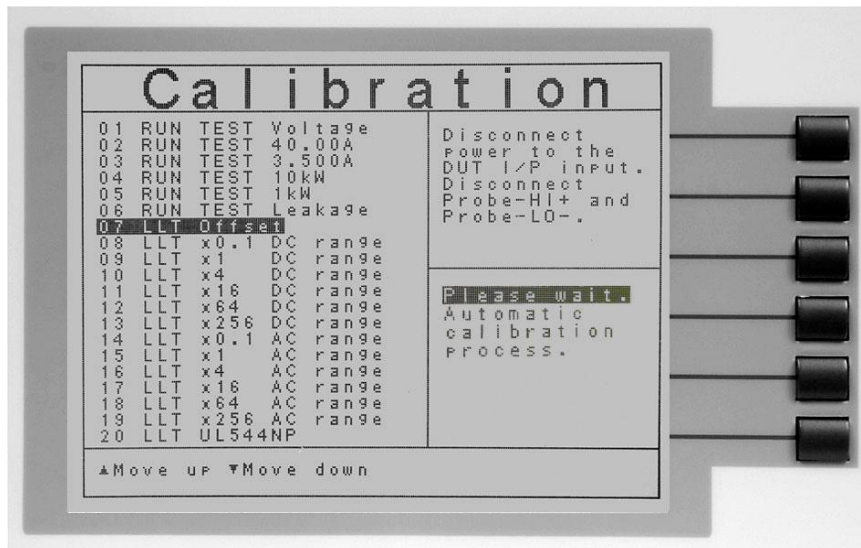 Calibration
01 RUN TEST Voltage
02 RUN TEST 40.00A
03 RUN TEST 3.500A
04 RUN TEST 10kW
05 RUN TEST 1kW
06 RUN TEST Leakage
07 LLT Offset
08 LLT x0.1 DC range
09 LLT x1 DC range
10 LLT x4 DC range
11 LLT x16 DC range
12 LLT x64 DC range
13 LLT x256 DC range
14 LLT x0.1 AC range
15 LLT x1 AC range
16 LLT x4 AC range
17 LLT x16 AC range
18 LLT x64 AC range
19 LLT x256 AC range
20 LLT UL544NP
Disconnect
power to the
DUT I/P input.
Disconnect
Probe-HI+ and
Probe-LO-.
Please wait.
Automatic
calibration
process.
▲Move up ▼Move down